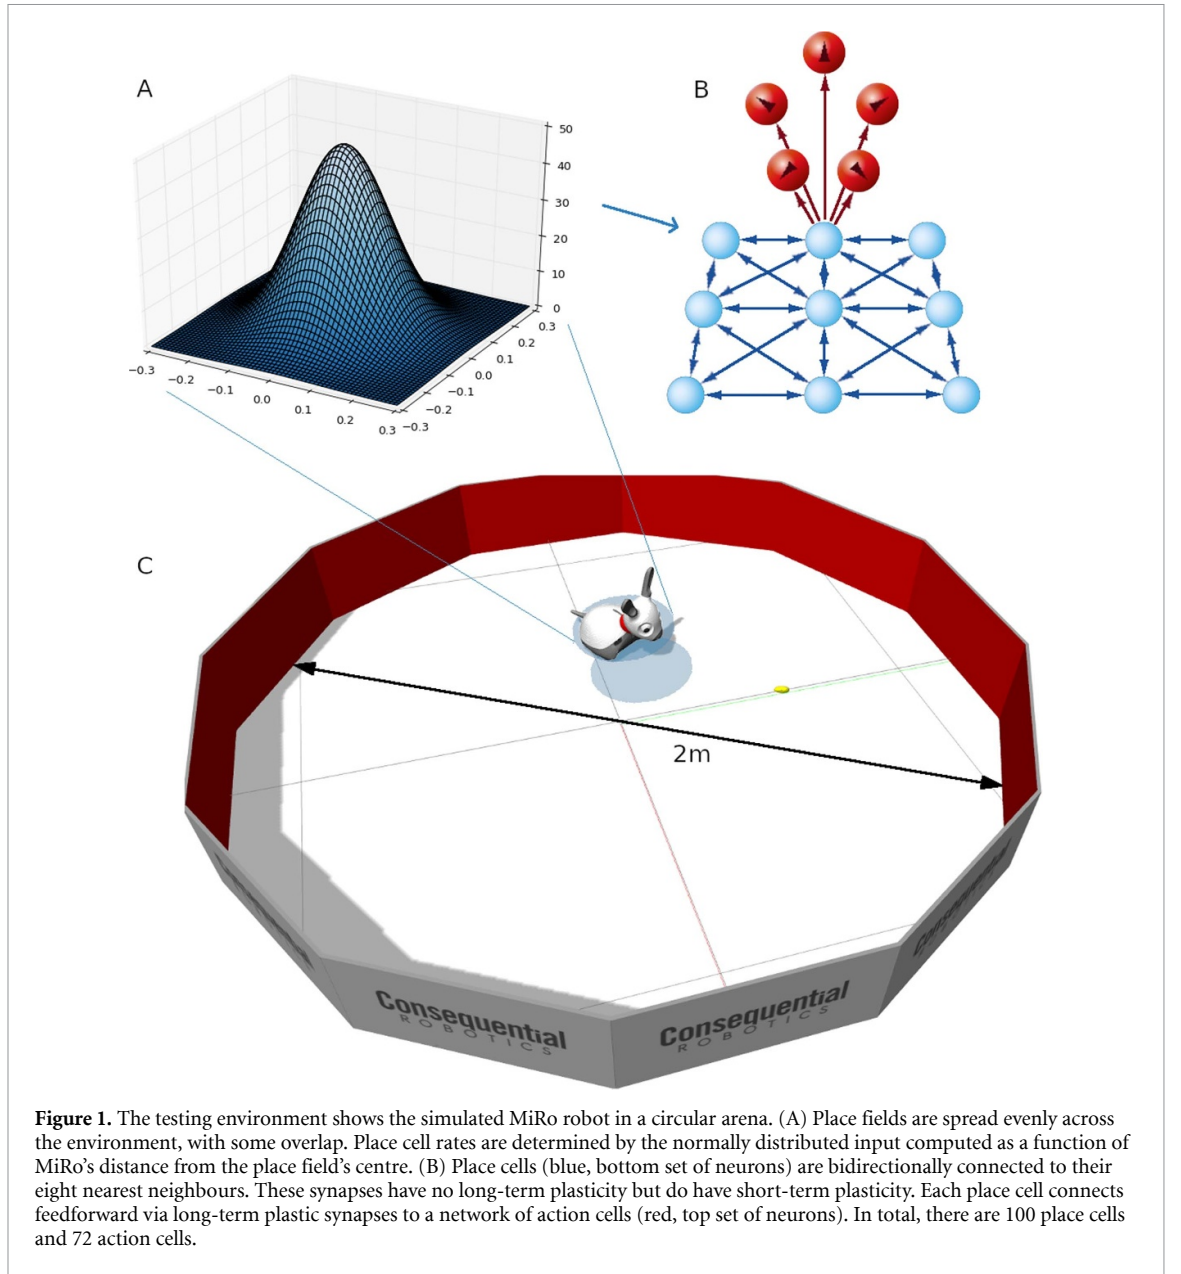 A
B
50
40
30
20
10
0
0.3
0.2
0.1
0.0
−0.1
−0.2
−0.3
−0.3
−0.2
−0.1
0.0
0.1
0.2
0.3
C
2m
Consequential
ROBOTICS
Consequential
ROBOTICS
Consequential
Figure 1. The testing environment shows the simulated MiRo robot in a circular arena. (A) Place fields are spread evenly across
the environment, with some overlap. Place cell rates are determined by the normally distributed input computed as a function of
MiRo’s distance from the place field’s centre. (B) Place cells (blue, bottom set of neurons) are bidirectionally connected to their
eight nearest neighbours. These synapses have no long-term plasticity but do have short-term plasticity. Each place cell connects
feedforward via long-term plastic synapses to a network of action cells (red, top set of neurons). In total, there are 100 place cells
and 72 action cells.